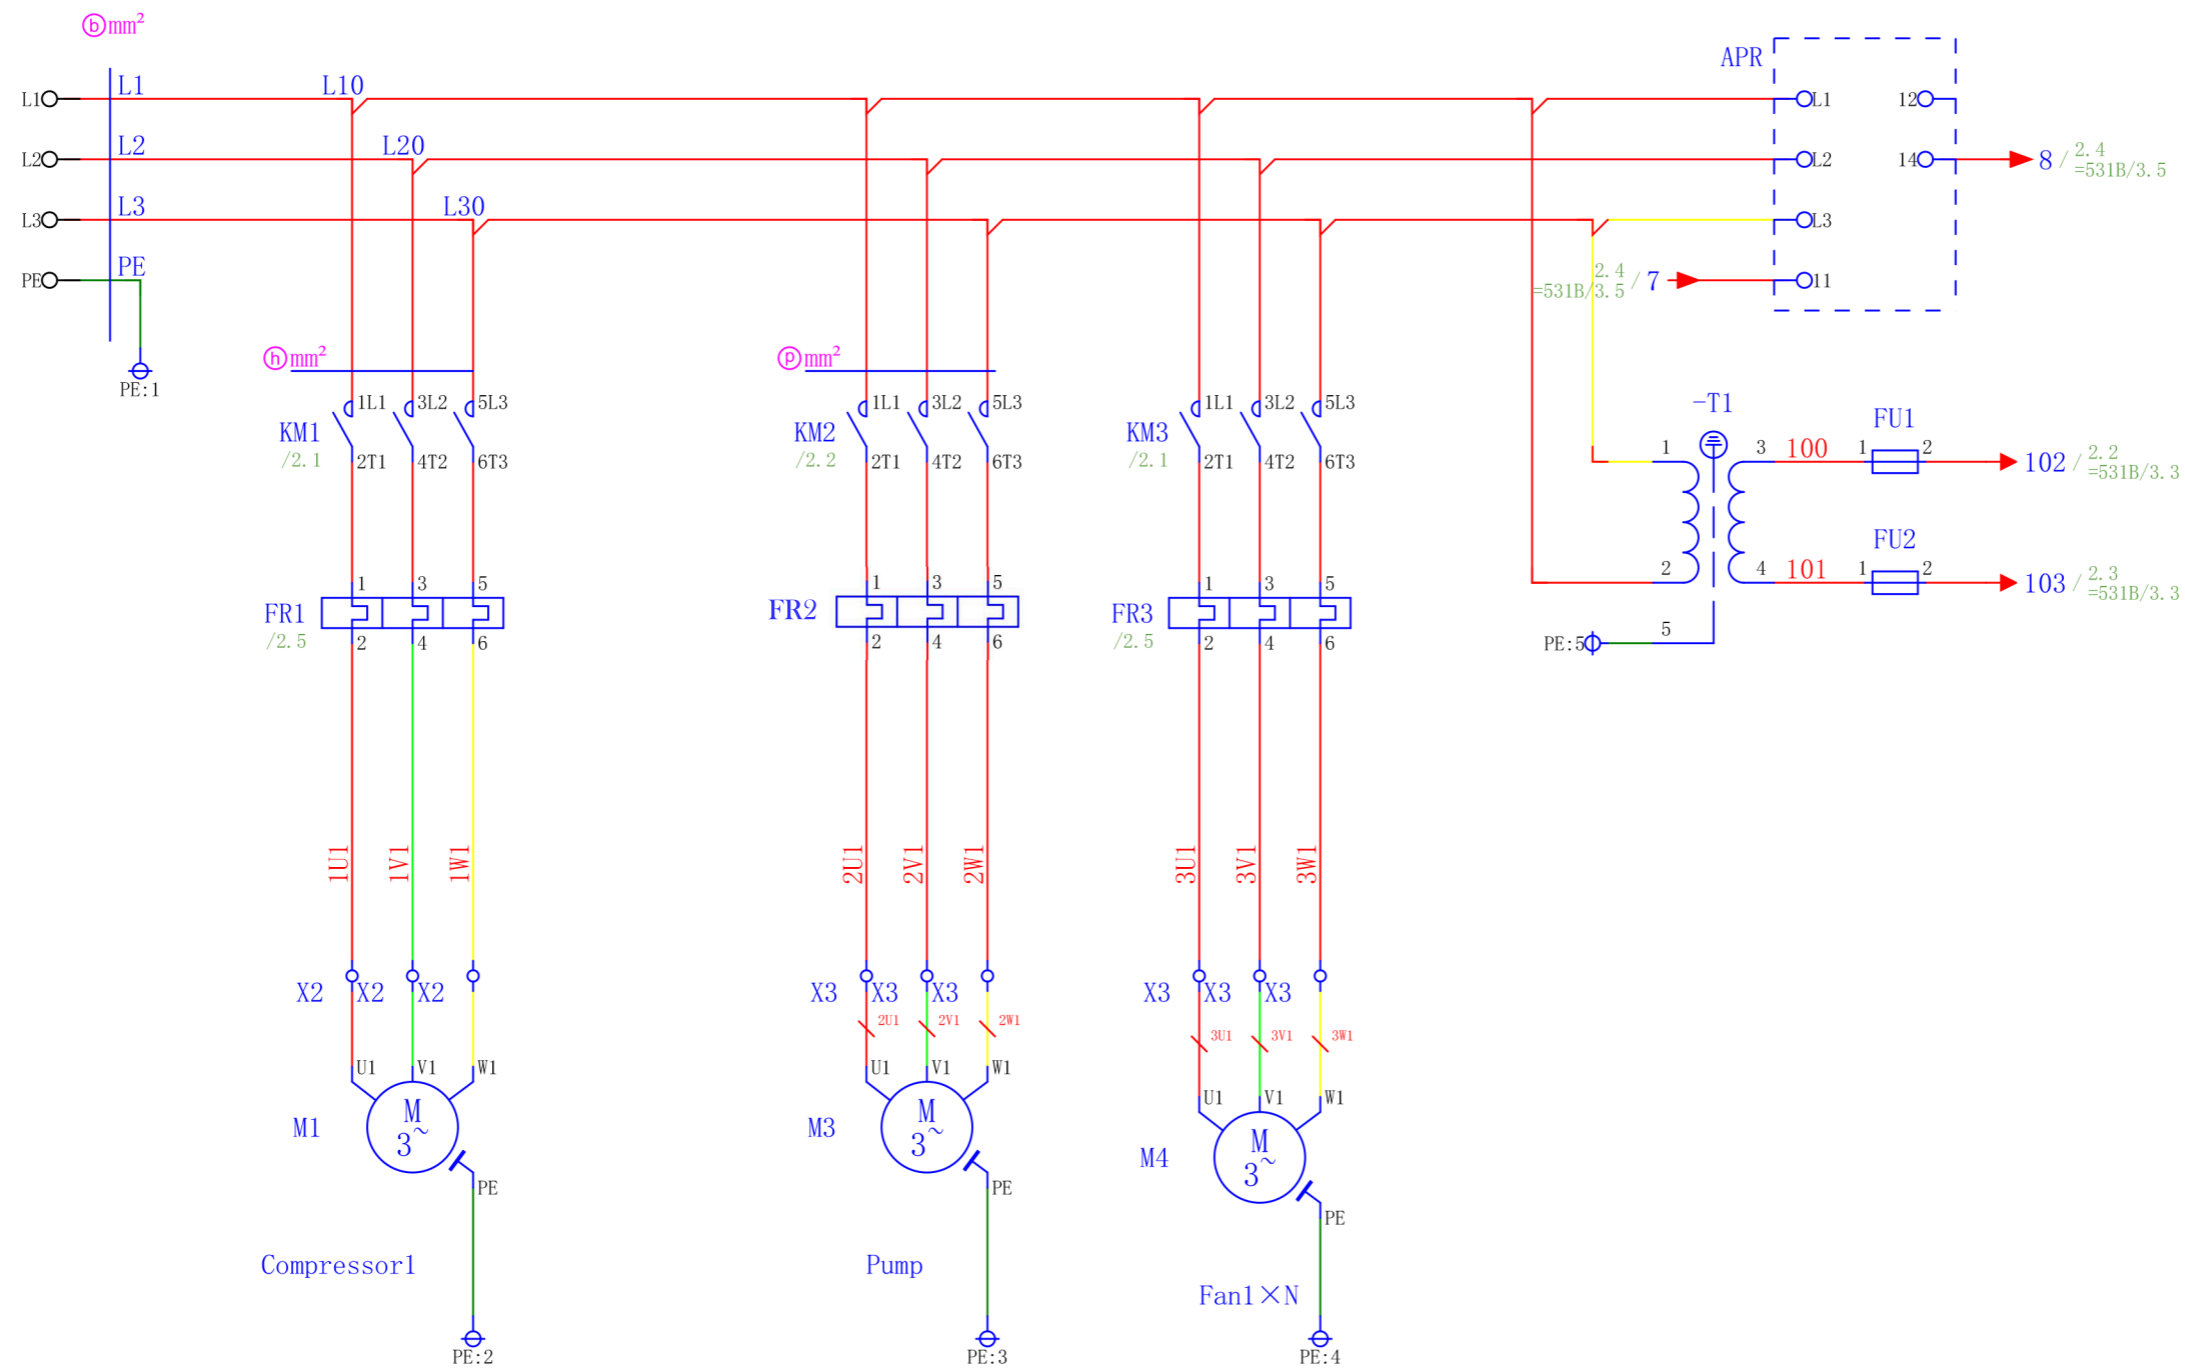 ⓑmm²
L1 L1 L10
L2 L2 L20
L3 L3 L30
PE PE
PE:1
APR
L1 12
L2 14
8 / 2.4
=531B/3.5
L3
2.4
=531B/3.5 / 7
11
ⓗmm²
ⓟmm²
KM1
/2.1
1L1 3L2 5L3
2T1 4T2 6T3
KM2
/2.2
1L1 3L2 5L3
2T1 4T2 6T3
KM3
/2.1
1L1 3L2 5L3
2T1 4T2 6T3
-T1
1 3 100
2 4 101
PE:5 5
FU1
1 2
102 / 2.2
=531B/3.3
FU2
1 2
103 / 2.3
=531B/3.3
FR1
/2.5
1 3 5
2 4 6
FR2
1 3 5
2 4 6
FR3
/2.5
1 3 5
2 4 6
1U1 1V1 1W1
2U1 2V1 2W1
3U1 3V1 3W1
X2 X2 X2
X3 X3 X3
X3 X3 X3
2U1 2V1 2W1
3U1 3V1 3W1
U1 V1 W1
M1
M
3~
PE
U1 V1 W1
M3
M
3~
PE
U1 V1 W1
M4
M
3~
PE
Compressor1
Pump
Fan1×N
PE:2
PE:3
PE:4